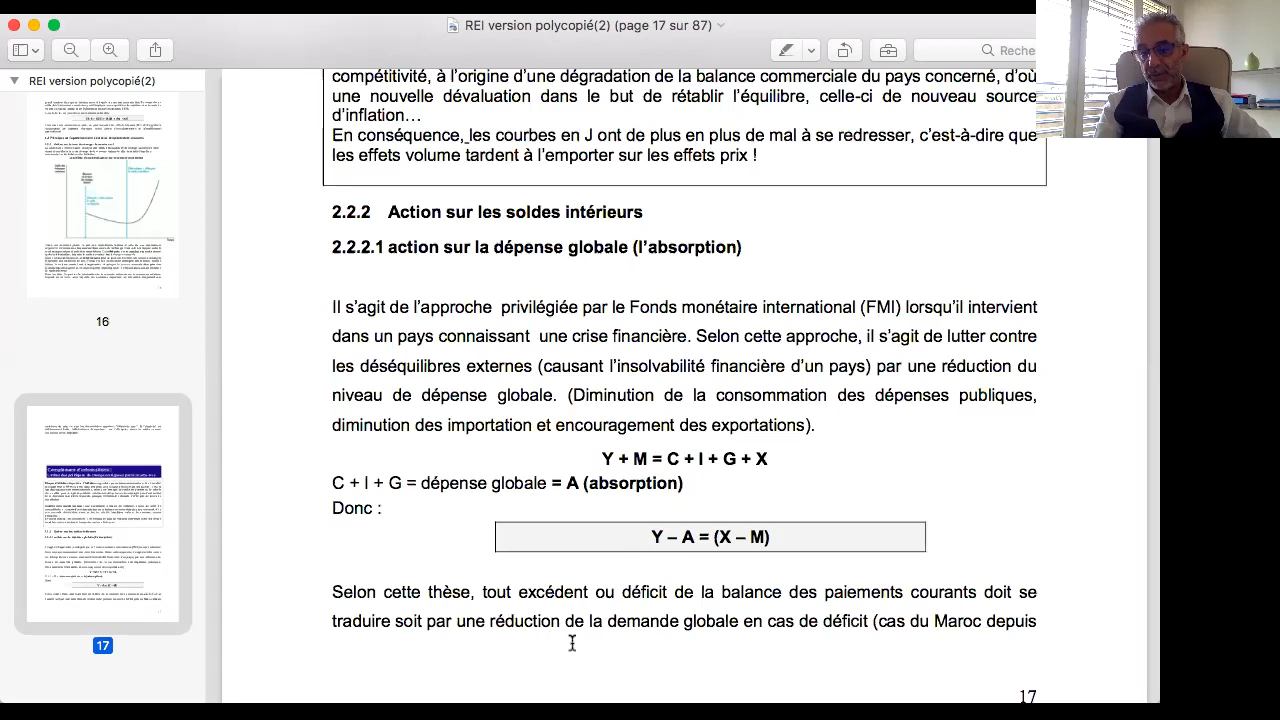 REI version polycopié(2) (page 17 sur 87)
Reche
REI version polycopié(2)
16
17
compétitivité, à l'origine d'une dégradation de la balance commerciale du pays concerné, d'où
une nouvelle dévaluation dans le but de rétablir l'équilibre, celle-ci de nouveau source
d'inflation…
En conséquence, les courbes en J ont de plus en plus de mal à se redresser, c'est-à-dire que
les effets volume tardent à l'emporter sur les effets prix !
2.2.2 Action sur les soldes intérieurs
2.2.2.1 action sur la dépense globale (l'absorption)
Il s'agit de l'approche privilégiée par le Fonds monétaire international (FMI) lorsqu'il intervient
dans un pays connaissant une crise financière. Selon cette approche, il s'agit de lutter contre
les déséquilibres externes (causant l'insolvabilité financière d'un pays) par une réduction du
niveau de dépense globale. (Diminution de la consommation des dépenses publiques,
diminution des importation et encouragement des exportations).
Y + M = C + I + G + X
C + I + G = dépense globale = A (absorption)
Donc :
Y – A = (X – M)
Selon cette thèse, tout excédent ou déficit de la balance des paiements courants doit se
traduire soit par une réduction de la demande globale en cas de déficit (cas du Maroc depuis
17